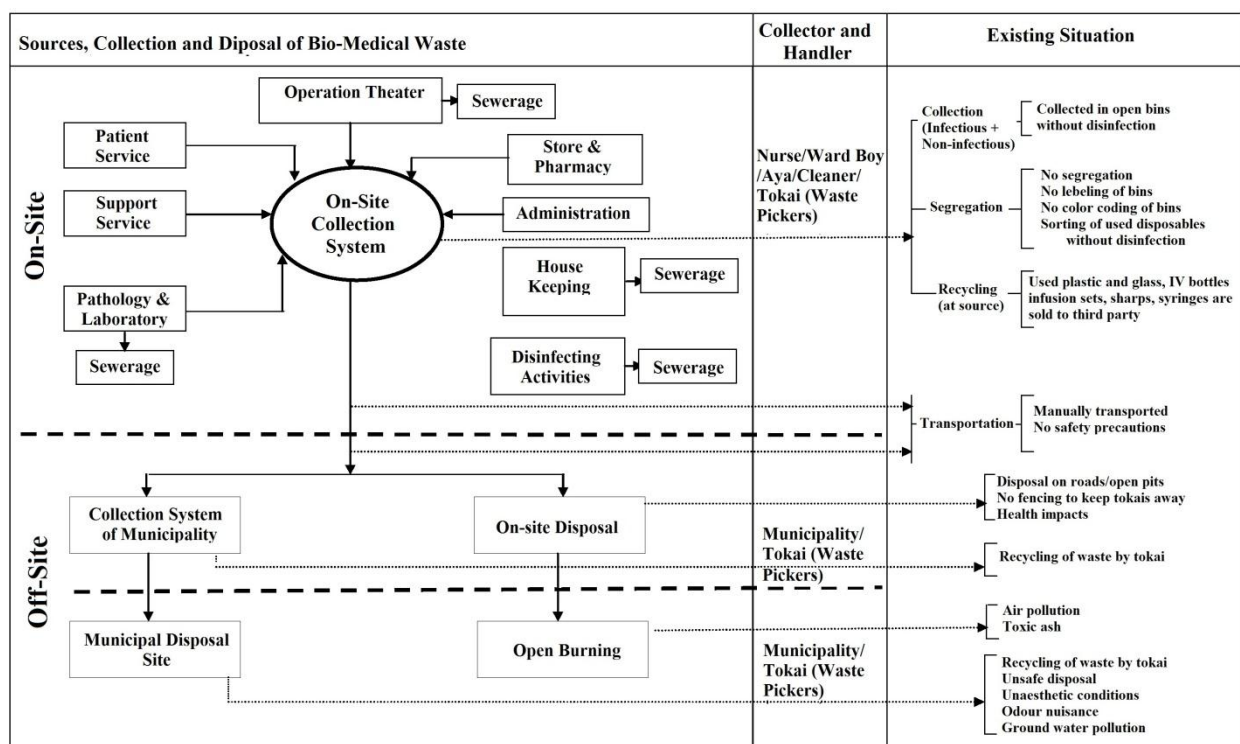 Sources, Collection and Diposal of Bio-Medical Waste
Collector and
Handler
Existing Situation
On-Site
Operation Theater
Sewerage
Patient
Service
Store &
Pharmacy
Support
Service
On-Site
Collection
System
Administration
House
Keeping
Sewerage
Pathology &
Laboratory
Sewerage
Disinfecting
Activities
Sewerage
Nurse/Ward Boy
/Aya/Cleaner/
Tokai (Waste
Pickers)
Collection
(Infectious +
Non-infectious)
Collected in open bins
without disinfection
Segregation
No segregation
No lebeling of bins
No color coding of bins
Sorting of used disposables
without disinfection
Recycling
(at source)
Used plastic and glass, IV bottles
infusion sets, sharps, syringes are
sold to third party
Transportation
Manually transported
No safety precautions
Off-Site
Collection System
of Municipality
On-site Disposal
Municipality/
Tokai (Waste
Pickers)
Disposal on roads/open pits
No fencing to keep tokais away
Health impacts
Recycling of waste by tokai
Municipal Disposal
Site
Open Burning
Municipality/
Tokai (Waste
Pickers)
Air pollution
Toxic ash
Recycling of waste by tokai
Unsafe disposal
Unaesthetic conditions
Odour nuisance
Ground water pollution